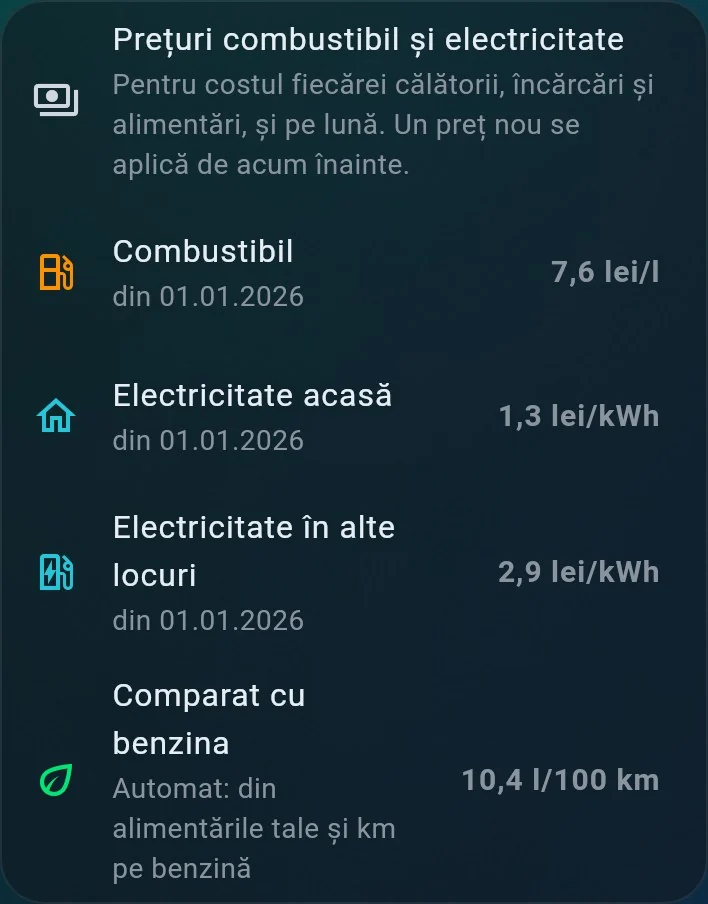 Prețuri combustibil și electricitate
Pentru costul fiecărei călătorii, încărcări și
alimentări, și pe lună. Un preț nou se
aplică de acum înainte.
Combustibil
din 01.01.2026
7,6 lei/l
Electricitate acasă
din 01.01.2026
1,3 lei/kWh
Electricitate în alte
locuri
din 01.01.2026
2,9 lei/kWh
Comparat cu
benzina
Automat: din
alimentările tale și km
pe benzină
10,4 l/100 km